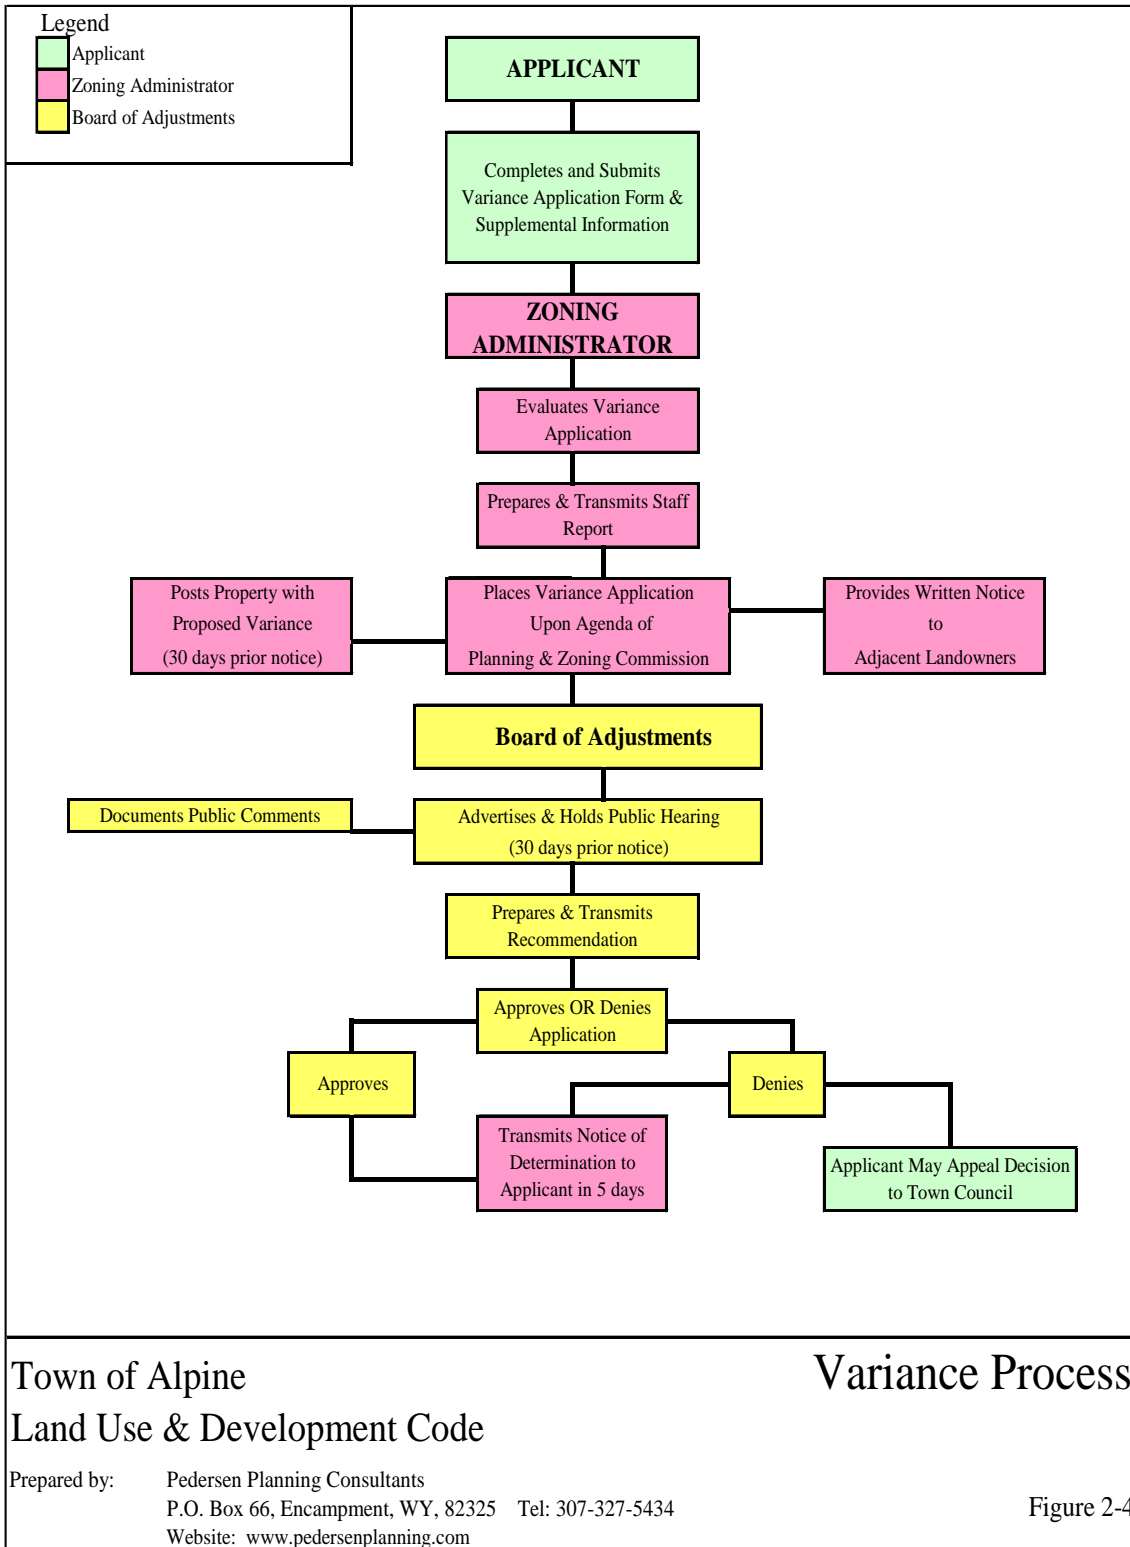 Legend
Applicant
Zoning Administrator
Board of Adjustments
APPLICANT
Completes and Submits
Variance Application Form &
Supplemental Information
ZONING
ADMINISTRATOR
Evaluates Variance
Application
Prepares & Transmits Staff
Report
Posts Property with
Proposed Variance
(30 days prior notice)
Places Variance Application
Upon Agenda of
Planning & Zoning Commission
Provides Written Notice
to
Adjacent Landowners
Board of Adjustments
Documents Public Comments
Advertises & Holds Public Hearing
(30 days prior notice)
Prepares & Transmits
Recommendation
Approves OR Denies
Application
Approves
Denies
Transmits Notice of
Determination to
Applicant in 5 days
Applicant May Appeal Decision
to Town Council
Town of Alpine
Land Use & Development Code
Variance Process
Prepared by: Pedersen Planning Consultants
P.O. Box 66, Encampment, WY, 82325 Tel: 307-327-5434
Website: www.pedersenplanning.com
Figure 2-4